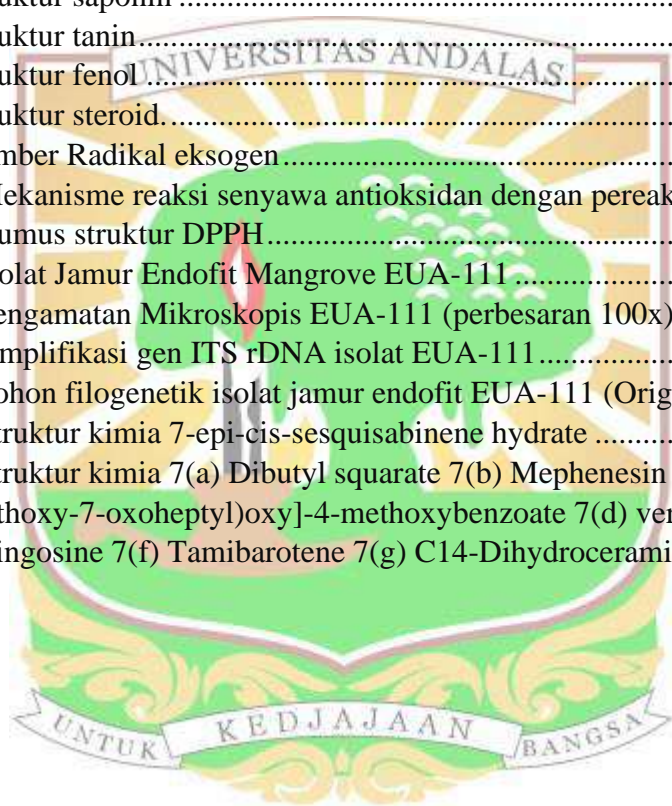 uktur saponin ................................................
uktur tanin.....................................................
UNIVERSITAS ANDALAS
uktur fenol .....................................................
uktur steroid....................................................
mber Radikal eksogen........................................
lekanisme reaksi senyawa antioksidan dengan pereak
umus struktur DPPH..........................................
olat Jamur Endofit Mangrove EUA-111 ........................
engamatan Mikroskopis EUA-111 (perbesaran 100x)
mplifikasi gen ITS rDNA isolat EUA-111.....................
ohon filogenetik isolat jamur endofit EUA-111 (Orig
truktur kimia 7-epi-cis-sesquisabinene hydrate ............
truktur kimia 7(a) Dibutyl squarate 7(b) Mephenesin
thoxy-7-oxoheptyl)oxy]-4-methoxybenzoate 7(d) ver
ingosine 7(f) Tamibarotene 7(g) C14-Dihydrocerami
UNTUK KEDJAJAAN BANGSA